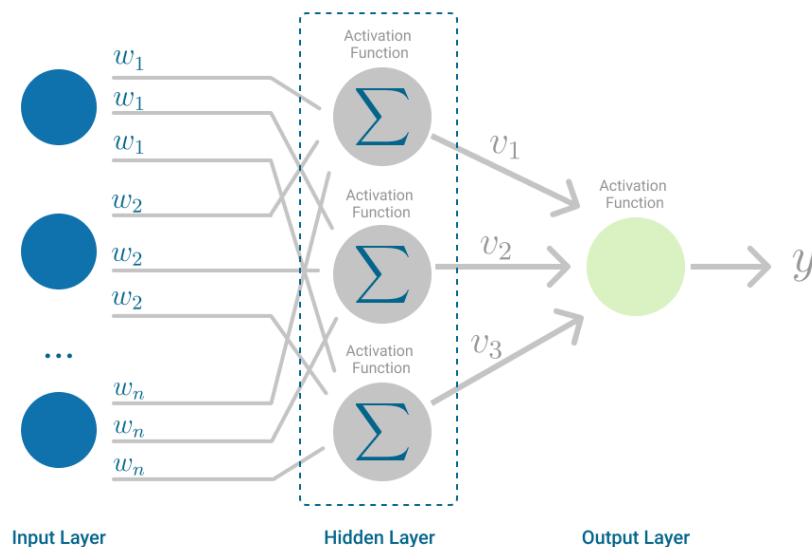 Activation
Function
w₁
w₁
w₁
Σ
v₁
w₂
w₂
w₂
Activation
Function
Σ
v₂
Activation
Function
y
...
Activation
Function
v₃
wₙ
wₙ
wₙ
Σ
Input Layer
Hidden Layer
Output Layer